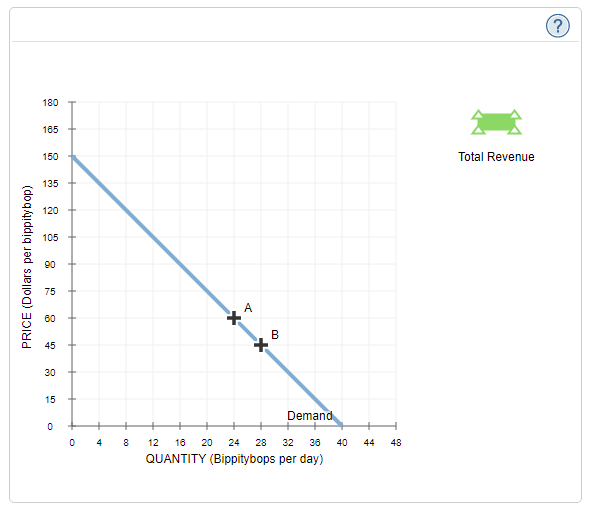 ?
Total Revenue
PRICE (Dollars per bippitybop)
180
165
150
135
120
105
90
75
60
45
30
15
0
A
B
Demand
0 4 8 12 16 20 24 28 32 36 40 44 48
QUANTITY (Bippitybops per day)